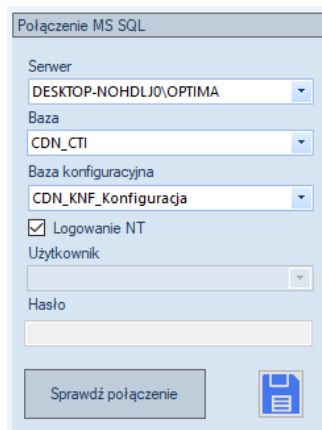 Połączenie MS SQL
Serwer
DESKTOP-NOHDLJ0\OPTIMA
Baza
CDN_CTI
Baza konfiguracyjna
CDN_KNF_Konfiguracja
Logowanie NT
Użytkownik
Hasło
Sprawdź połączenie